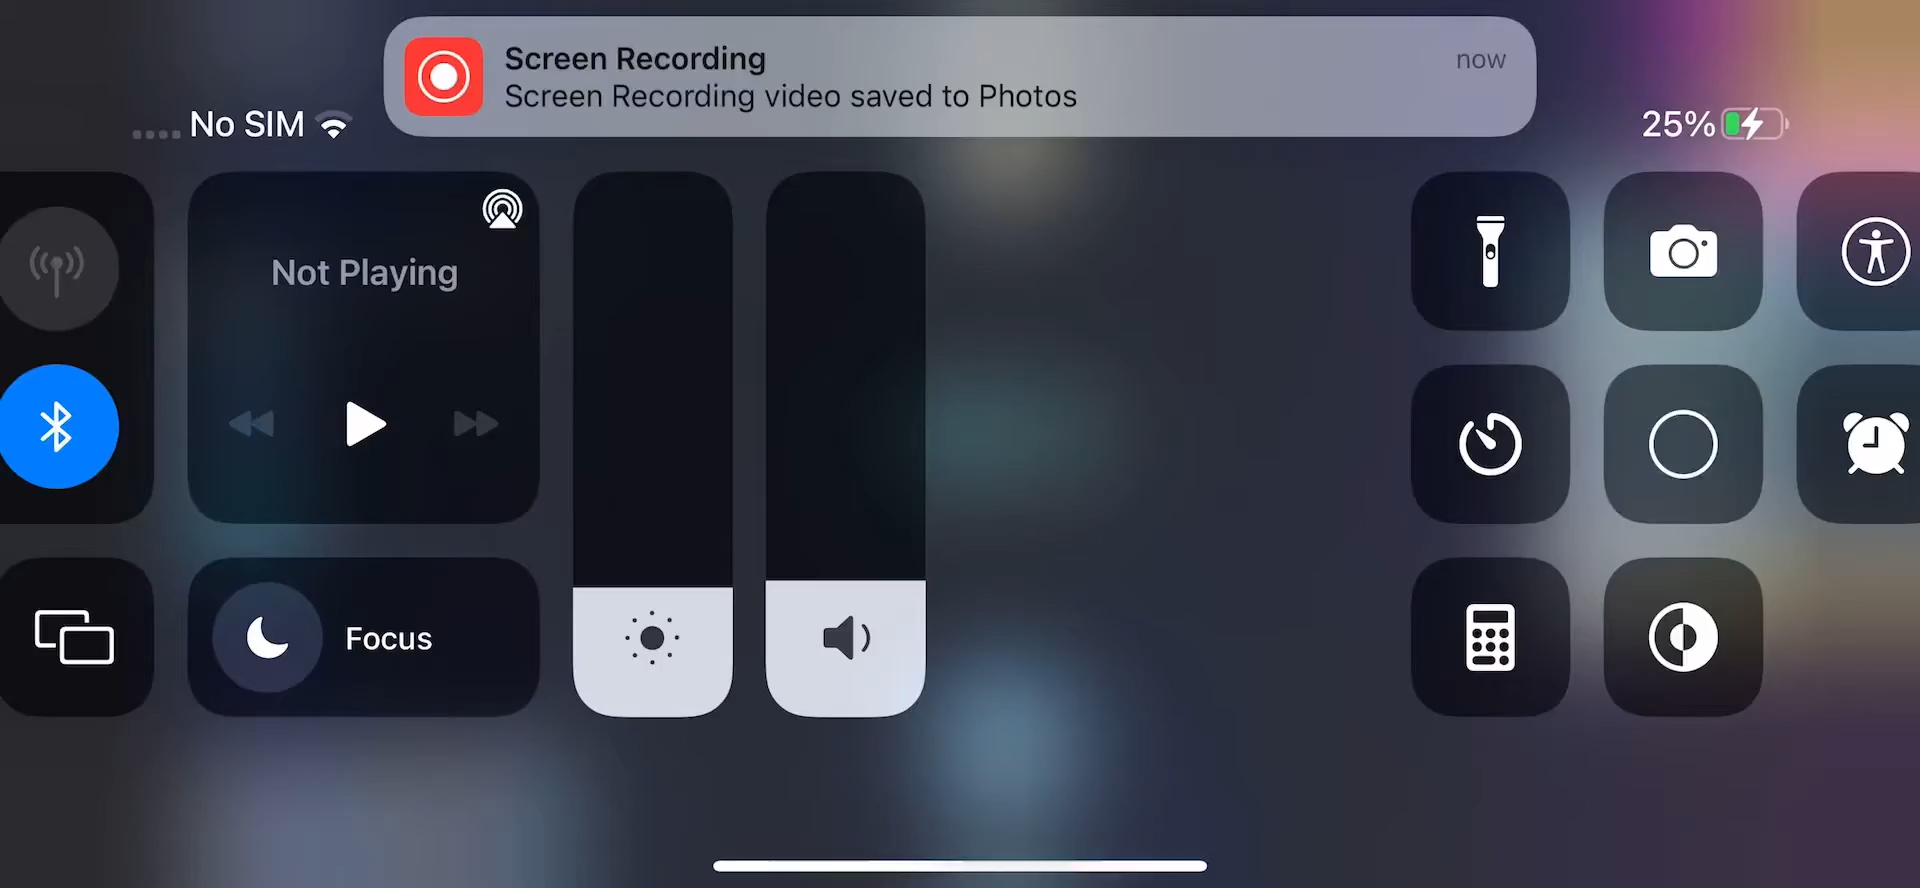 Screen Recording
now
Screen Recording video saved to Photos
No SIM
25%
Not Playing
Focus